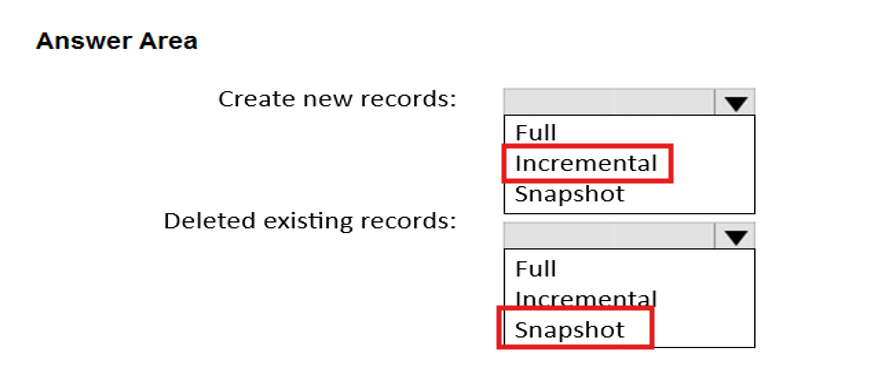 Answer Area
Create new records:
Full
Incremental
Snapshot
Deleted existing records:
Full
Incremental
Snapshot